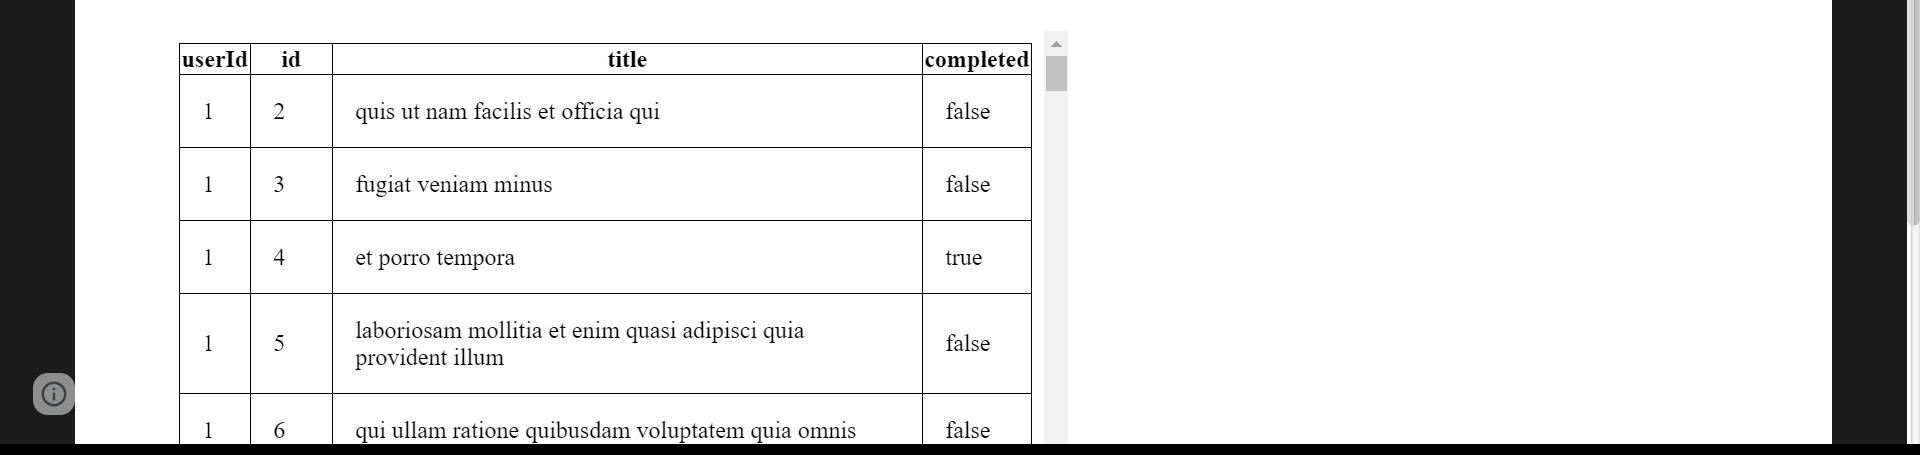 userId id title completed
1 2 quis ut nam facilis et officia qui false
1 3 fugiat veniam minus false
1 4 et porro tempora true
1 5 laboriosam mollitia et enim quasi adipisci quia
provident illum false
1 6 qui ullam ratione quibusdam voluptatem quia omnis false